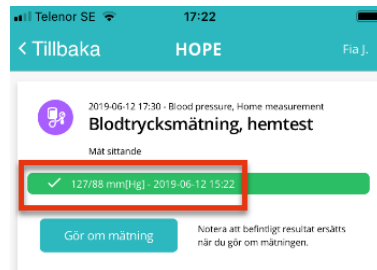 Telenor SE 17:22
Tillbaka HOPE Fia J.
2019-06-12 17:30 - Blood pressure, Home measurement
Blodtrycksmätning, hemtest
Mät sittande
127/88 mm[Hg] - 2019-06-12 15:22
Gör om mätning
Notera att befintligt resultat ersätts
när du gör om mätningen.